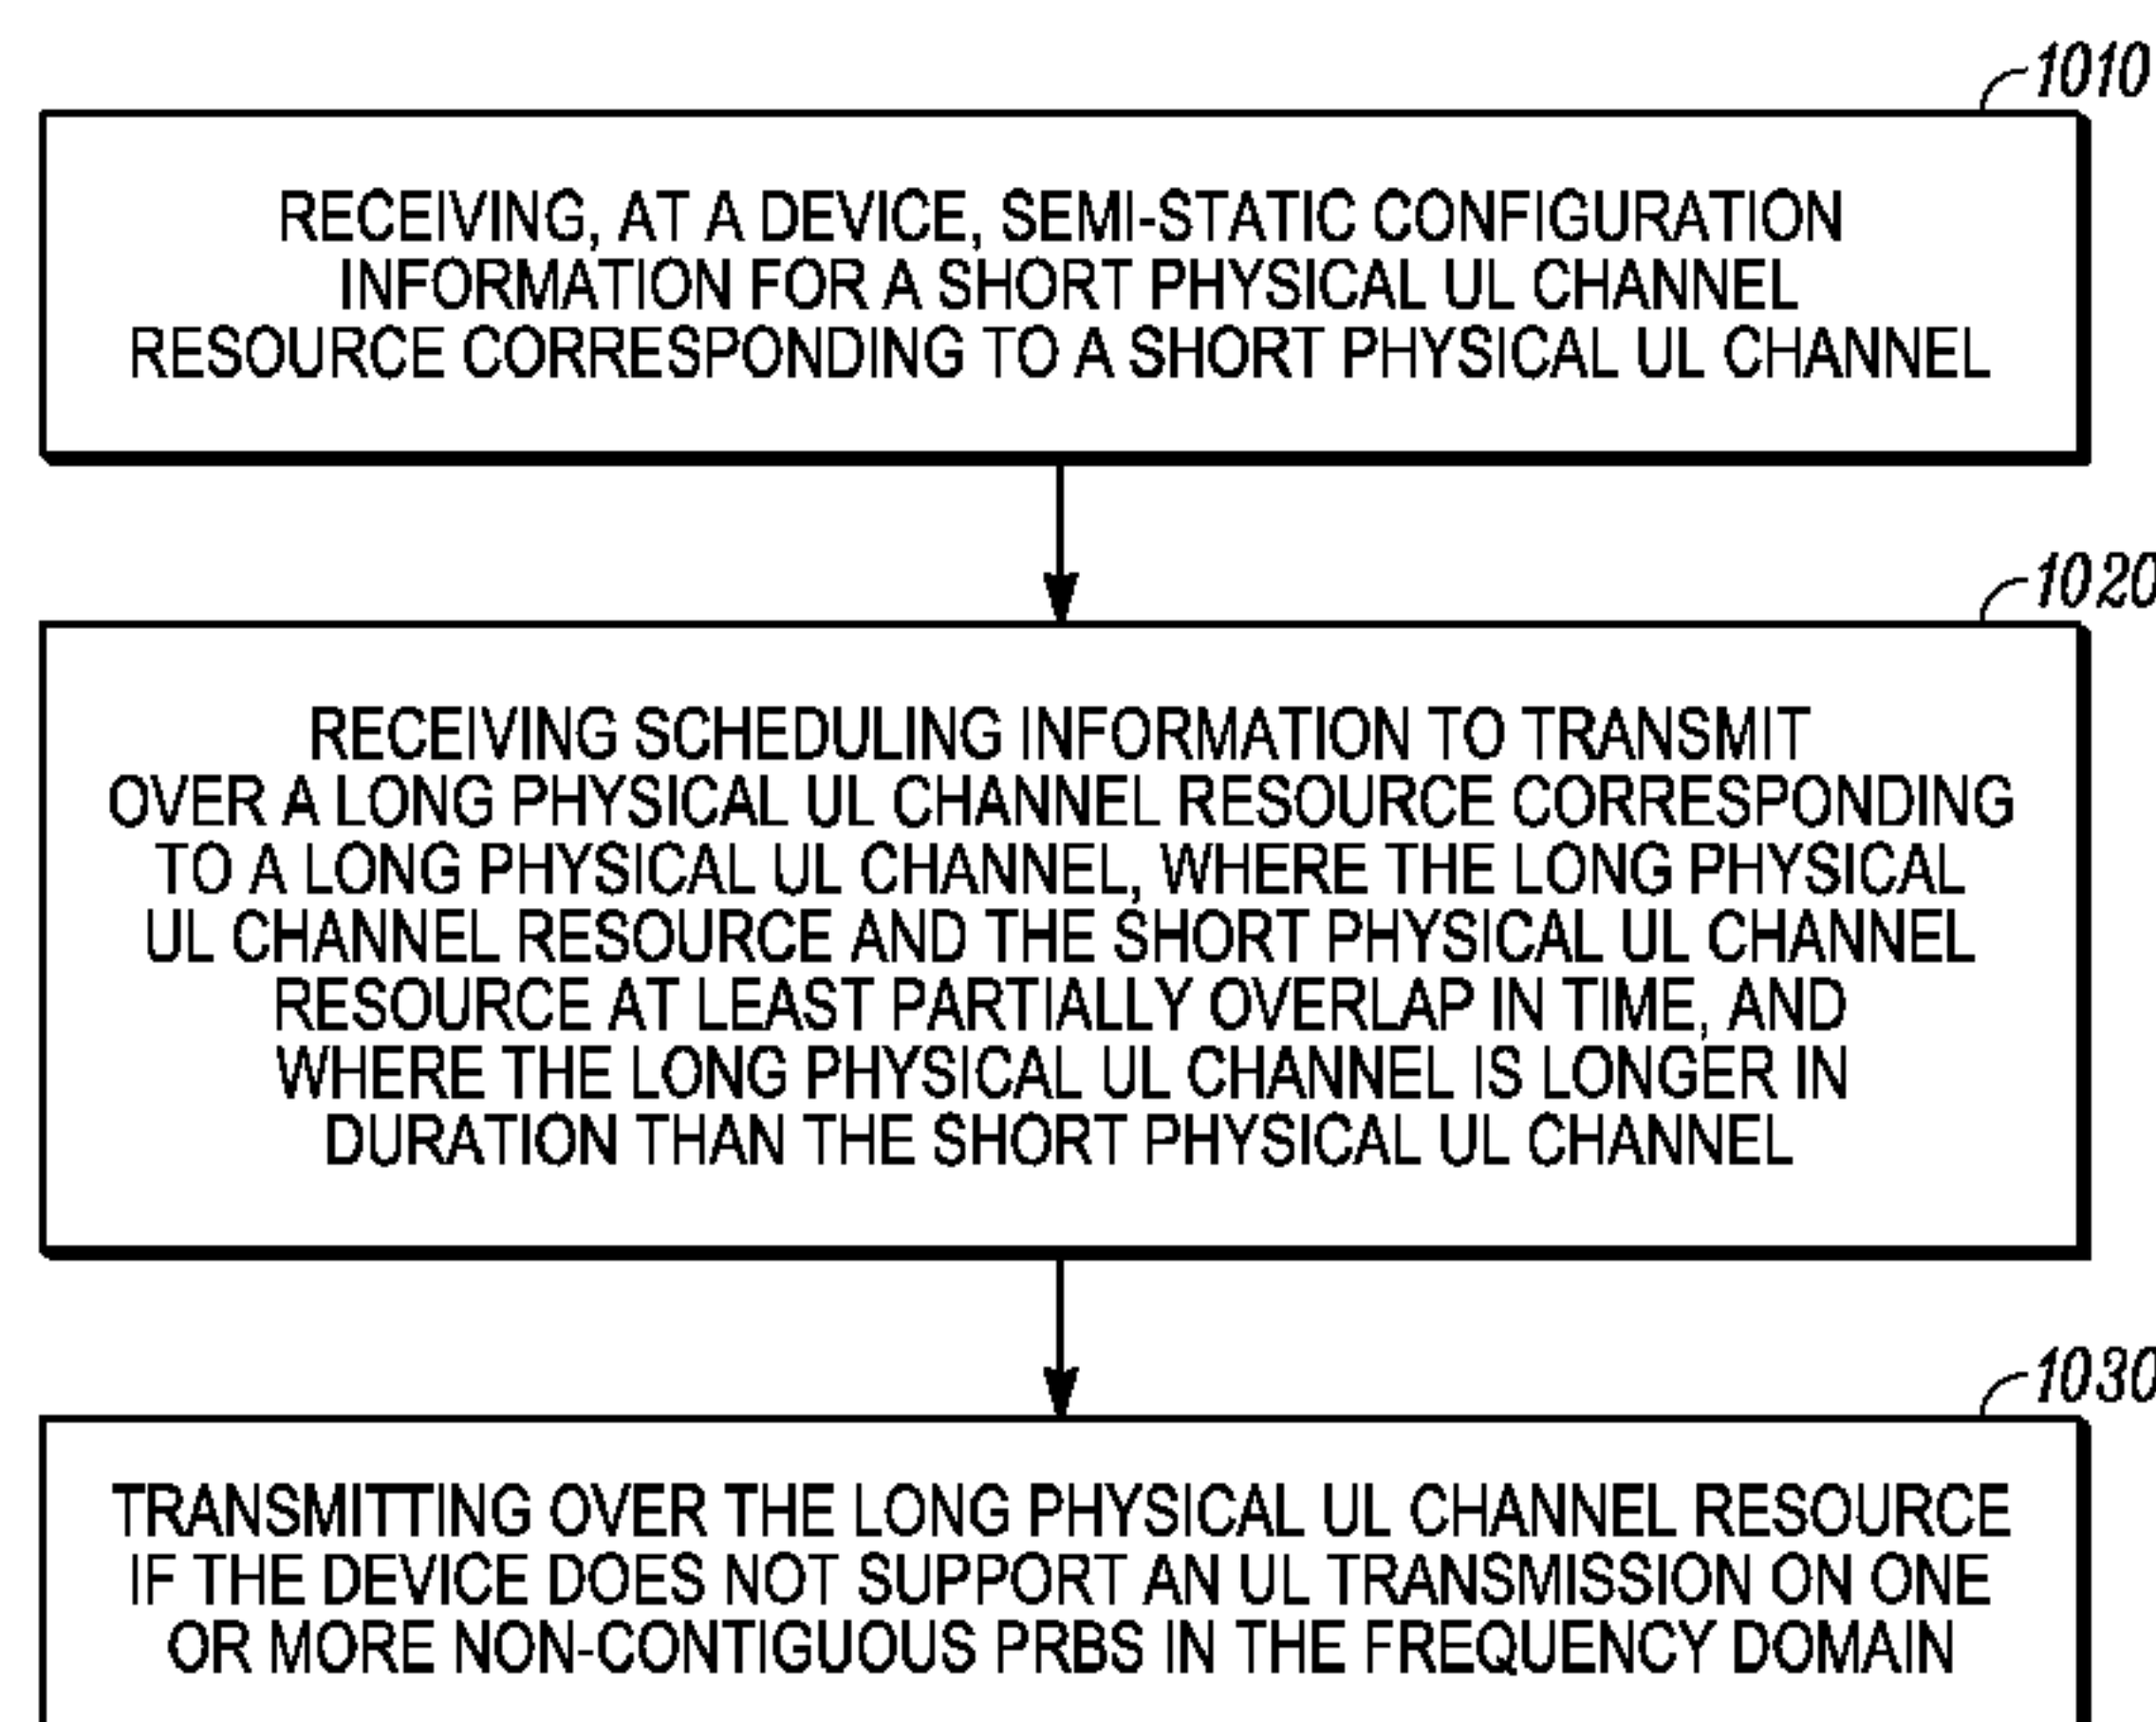 1010
RECEIVING, AT A DEVICE, SEMI-STATIC CONFIGURATION
INFORMATION FOR A SHORT PHYSICAL UL CHANNEL
RESOURCE CORRESPONDING TO A SHORT PHYSICAL UL CHANNEL
1020
RECEIVING SCHEDULING INFORMATION TO TRANSMIT
OVER A LONG PHYSICAL UL CHANNEL RESOURCE CORRESPONDING
TO A LONG PHYSICAL UL CHANNEL, WHERE THE LONG PHYSICAL
UL CHANNEL RESOURCE AND THE SHORT PHYSICAL UL CHANNEL
RESOURCE AT LEAST PARTIALLY OVERLAP IN TIME, AND
WHERE THE LONG PHYSICAL UL CHANNEL IS LONGER IN
DURATION THAN THE SHORT PHYSICAL UL CHANNEL
1030
TRANSMITTING OVER THE LONG PHYSICAL UL CHANNEL RESOURCE
IF THE DEVICE DOES NOT SUPPORT AN UL TRANSMISSION ON ONE
OR MORE NON-CONTIGUOUS PRBS IN THE FREQUENCY DOMAIN